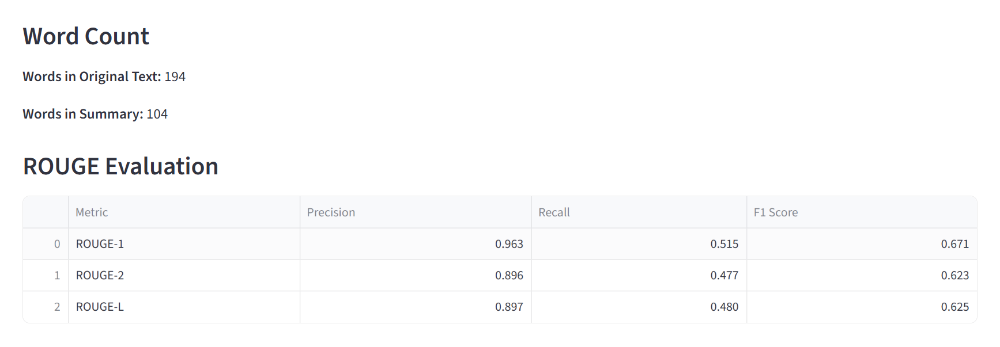 Word Count
Words in Original Text: 194
Words in Summary: 104
ROUGE Evaluation
Metric Precision Recall F1 Score
0 ROUGE-1 0.963 0.515 0.671
1 ROUGE-2 0.896 0.477 0.623
2 ROUGE-L 0.897 0.480 0.625